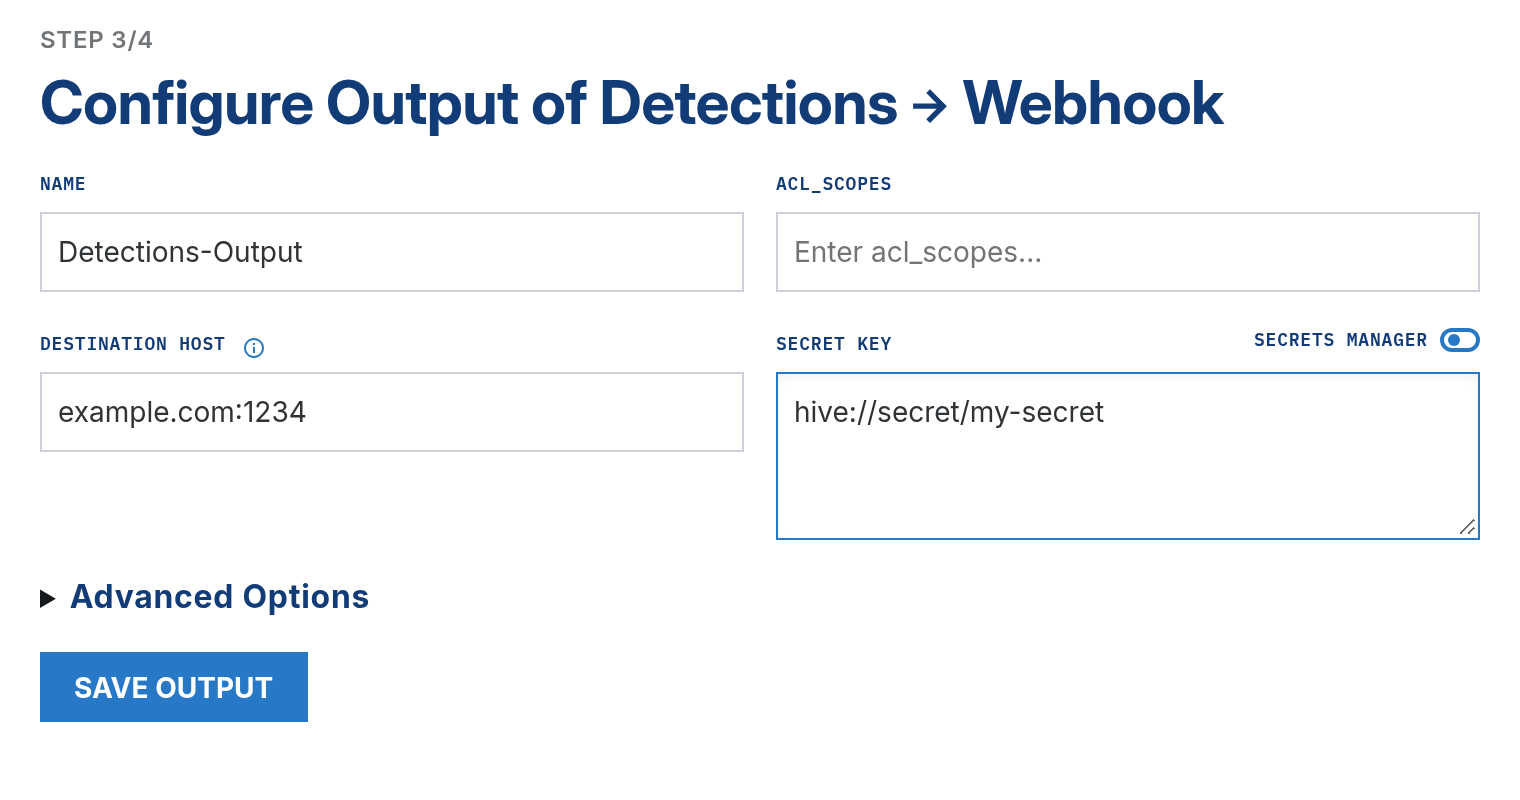 STEP 3/4
Configure Output of Detections → Webhook
NAME
Detections-Output
ACL_SCOPES
Enter acl_scopes...
DESTINATION HOST
example.com:1234
SECRET KEY
SECRETS MANAGER
hive://secret/my-secret
Advanced Options
SAVE OUTPUT